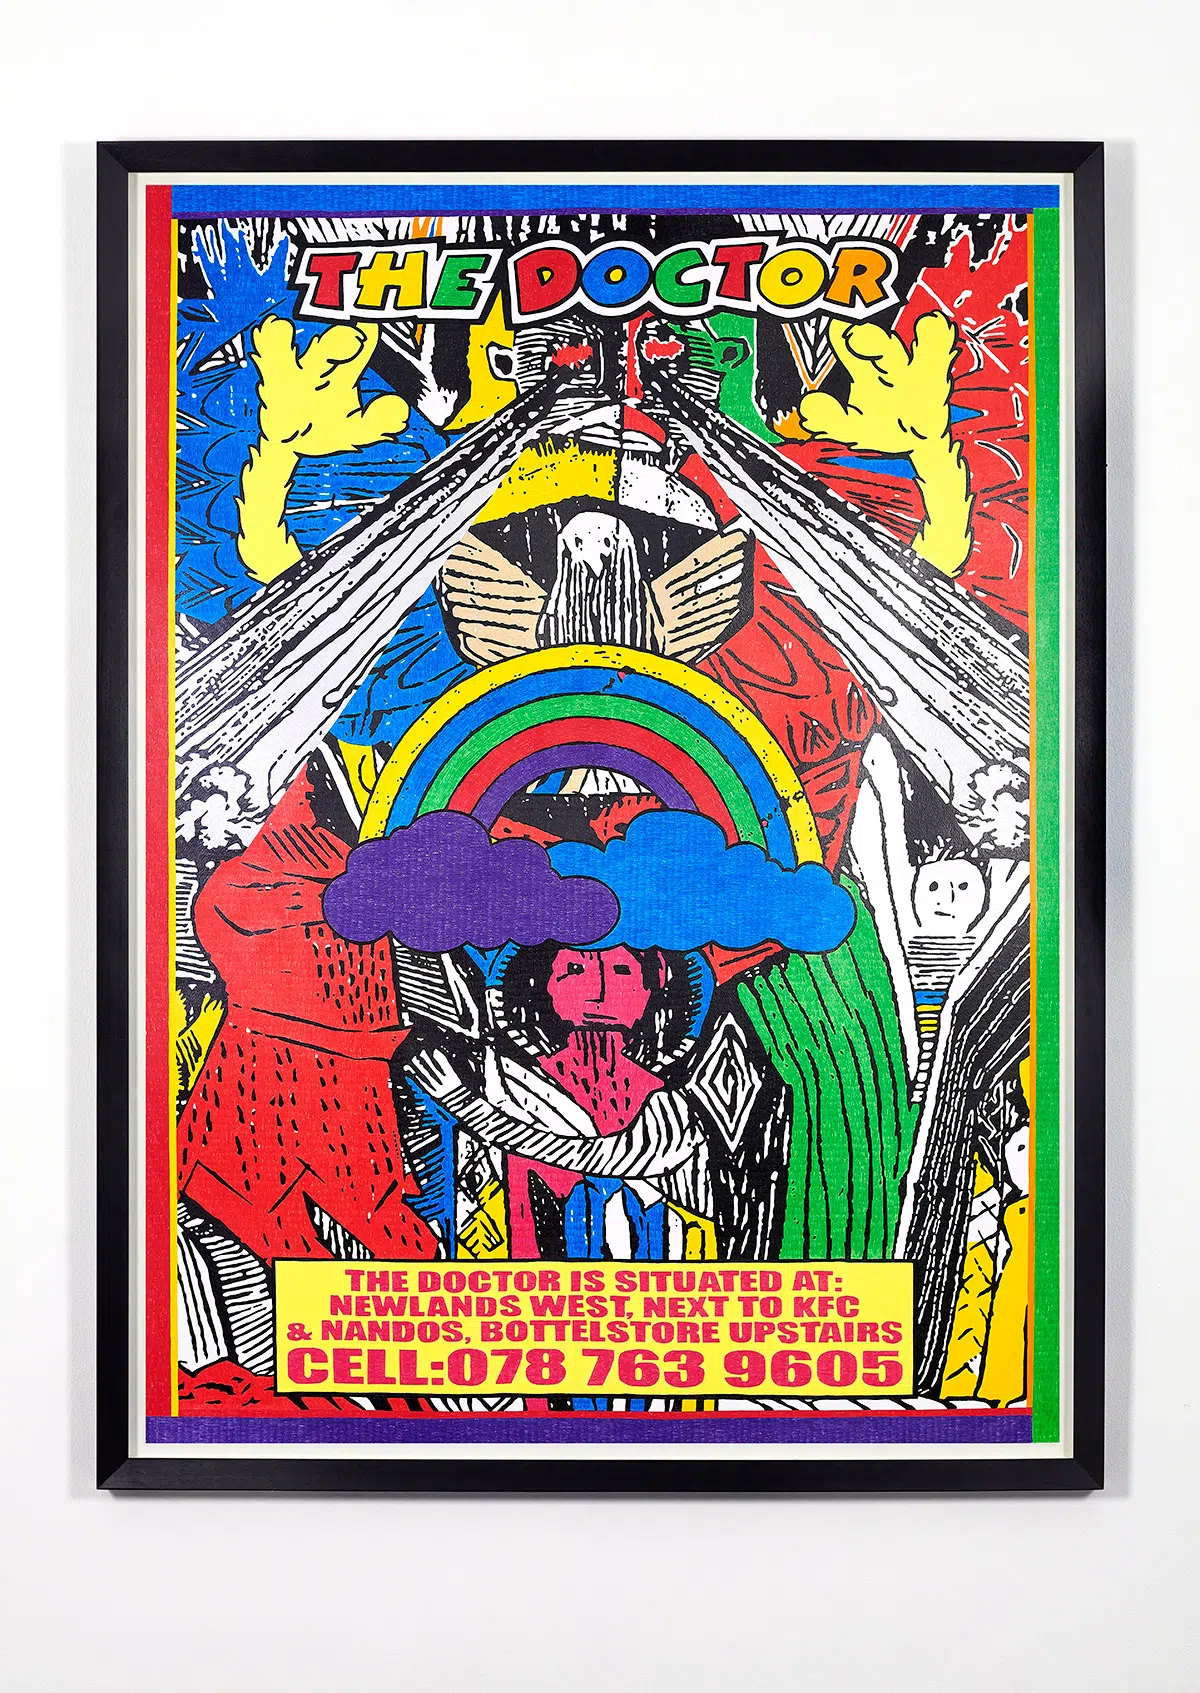 THE DOCTOR
THE DOCTOR IS SITUATED AT:
NEWLANDS WEST, NEXT TO KFC
& NANDOS, BOTTELSTORE UPSTAIRS
CELL:078 763 9605